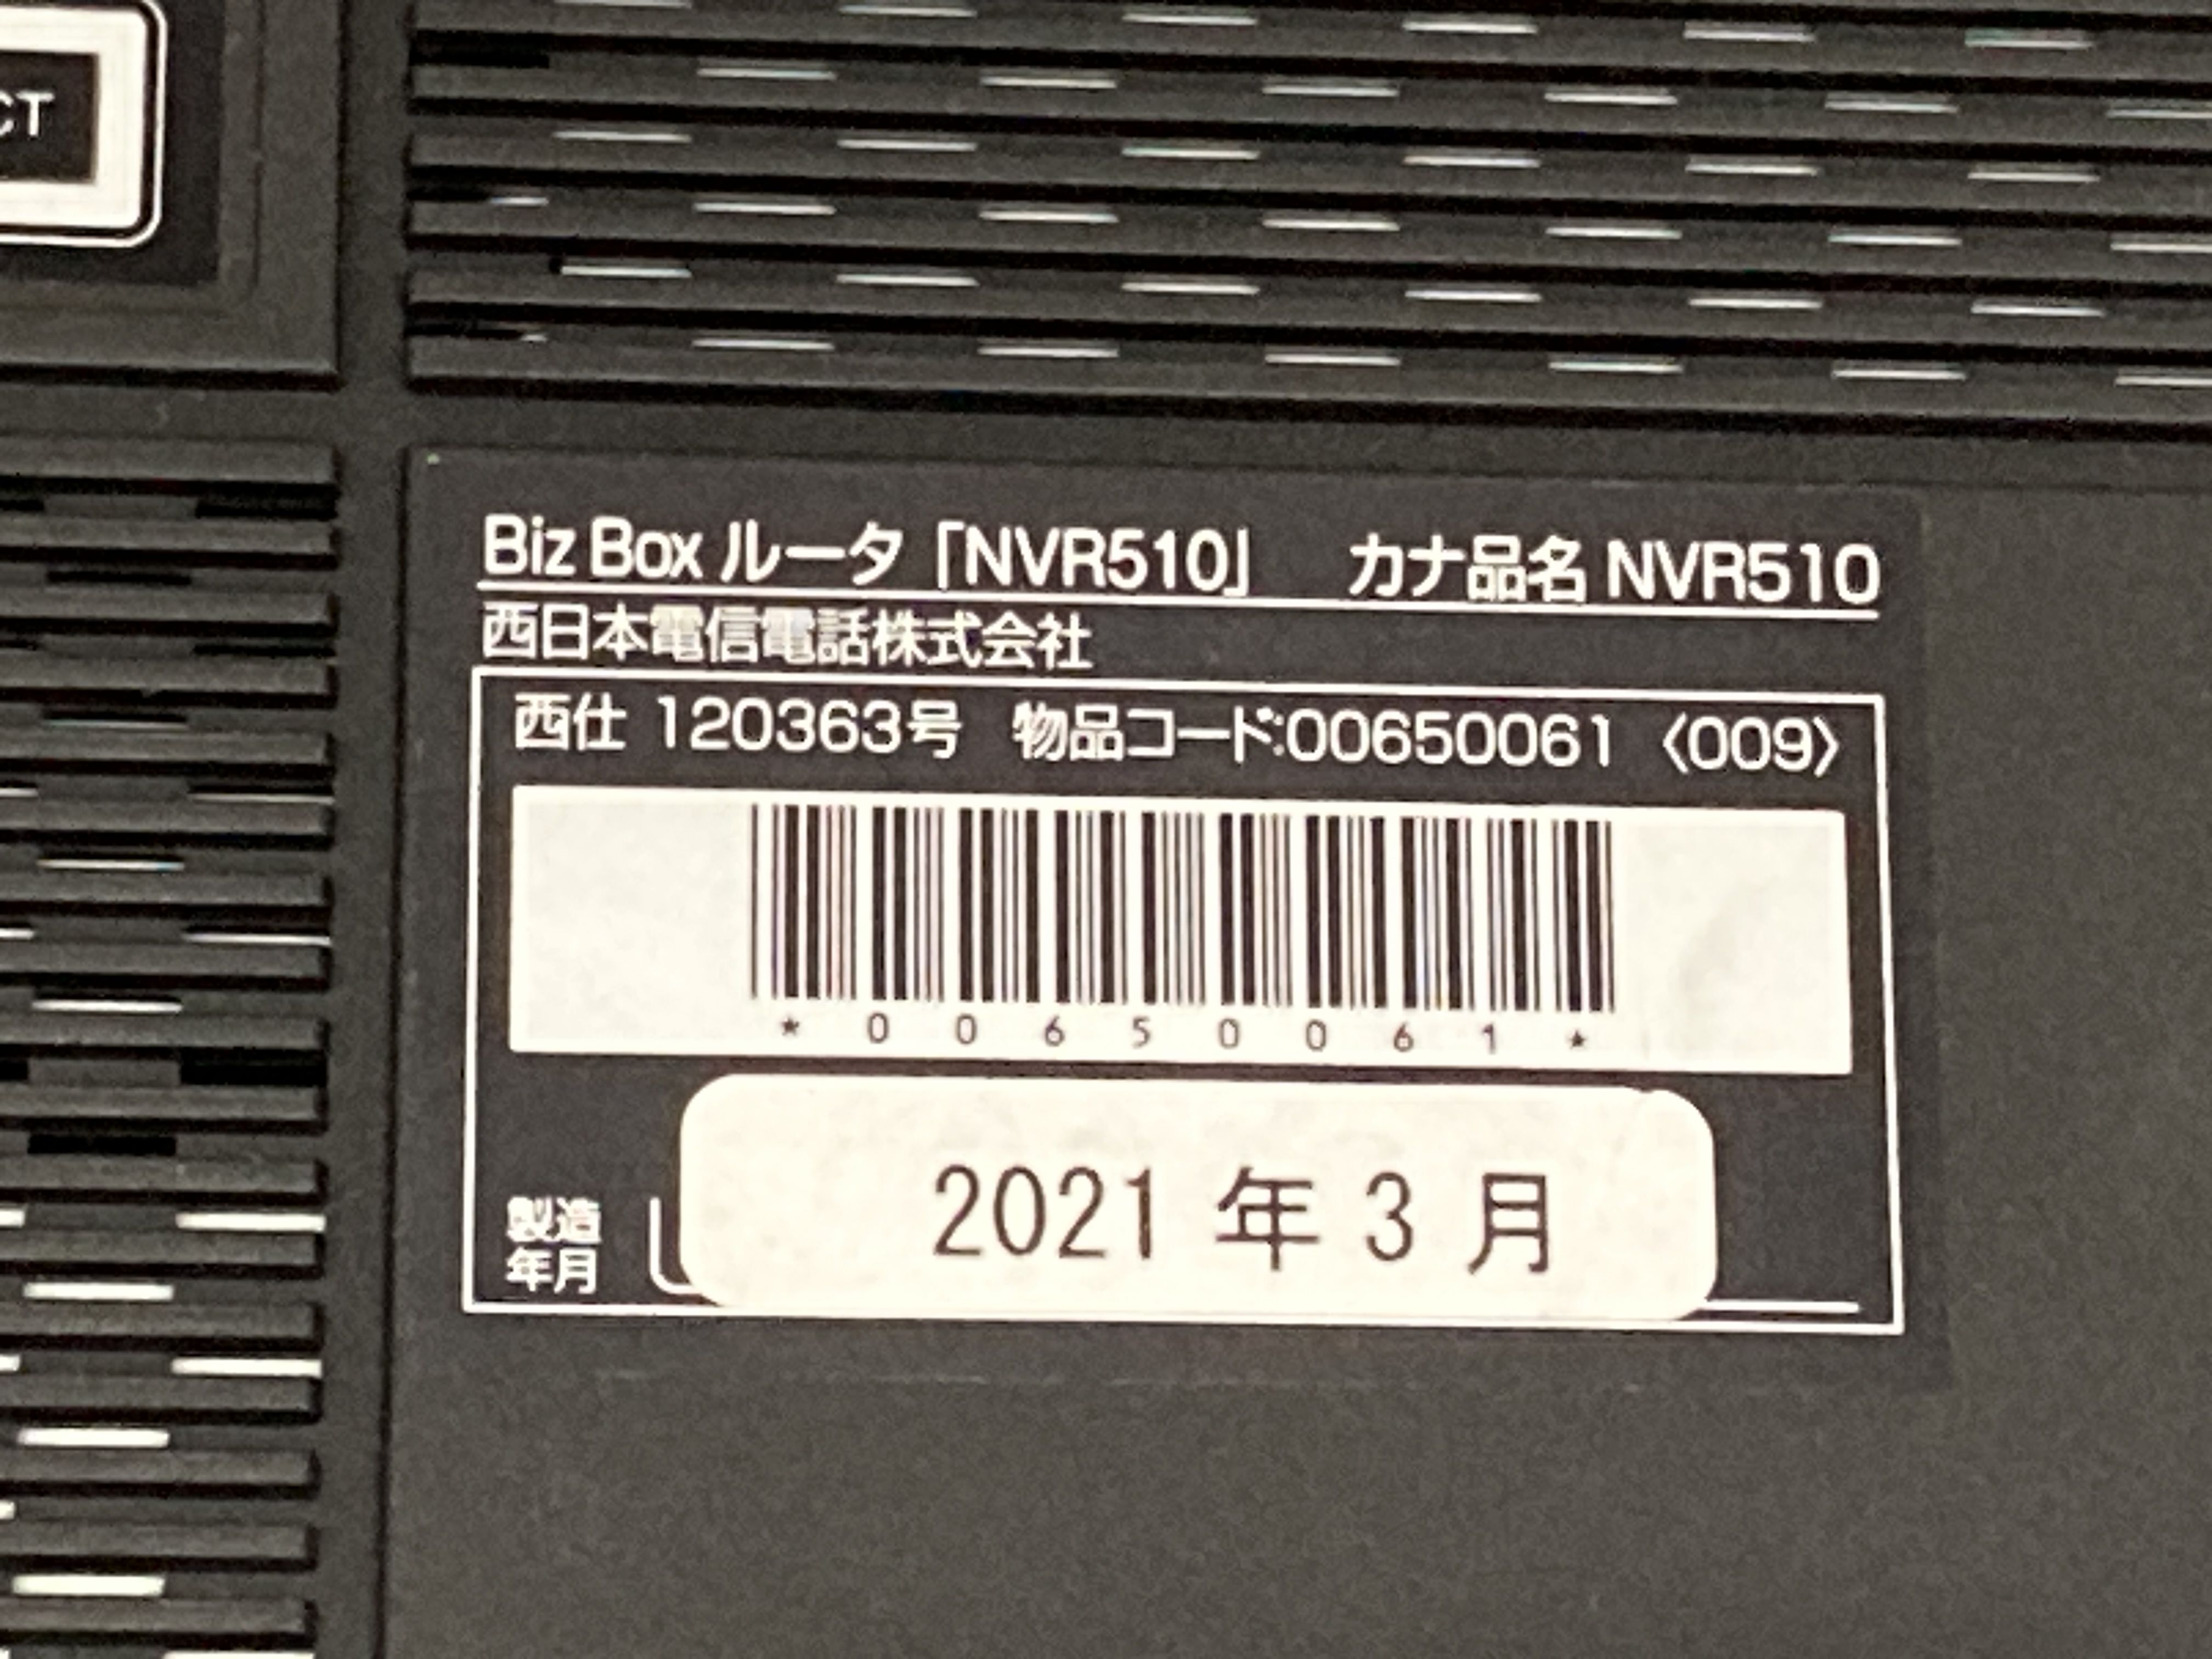 CT
Biz Box ルータ「NVR510」 カナ品名 NVR510
西日本電信電話株式会社
西仕 120363号 物品コード:00650061 〈009〉
*00650061*
2021 年 3 月
製造
年月